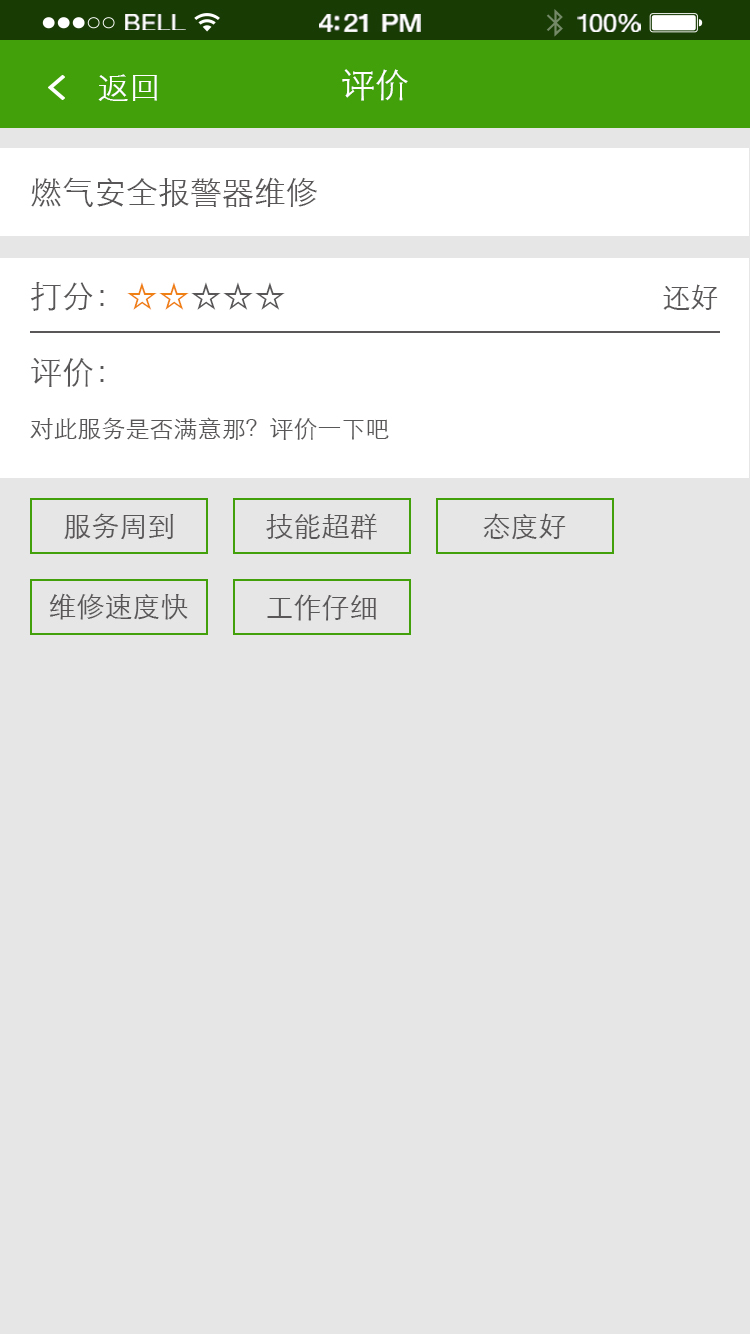 BELL 4:21 PM 100%
返回 评价
燃气安全报警器维修
打分: ☆☆☆☆☆ 还好
评价:
对此服务是否满意那? 评价一下吧
服务周到 技能超群 态度好
维修速度快 工作仔细